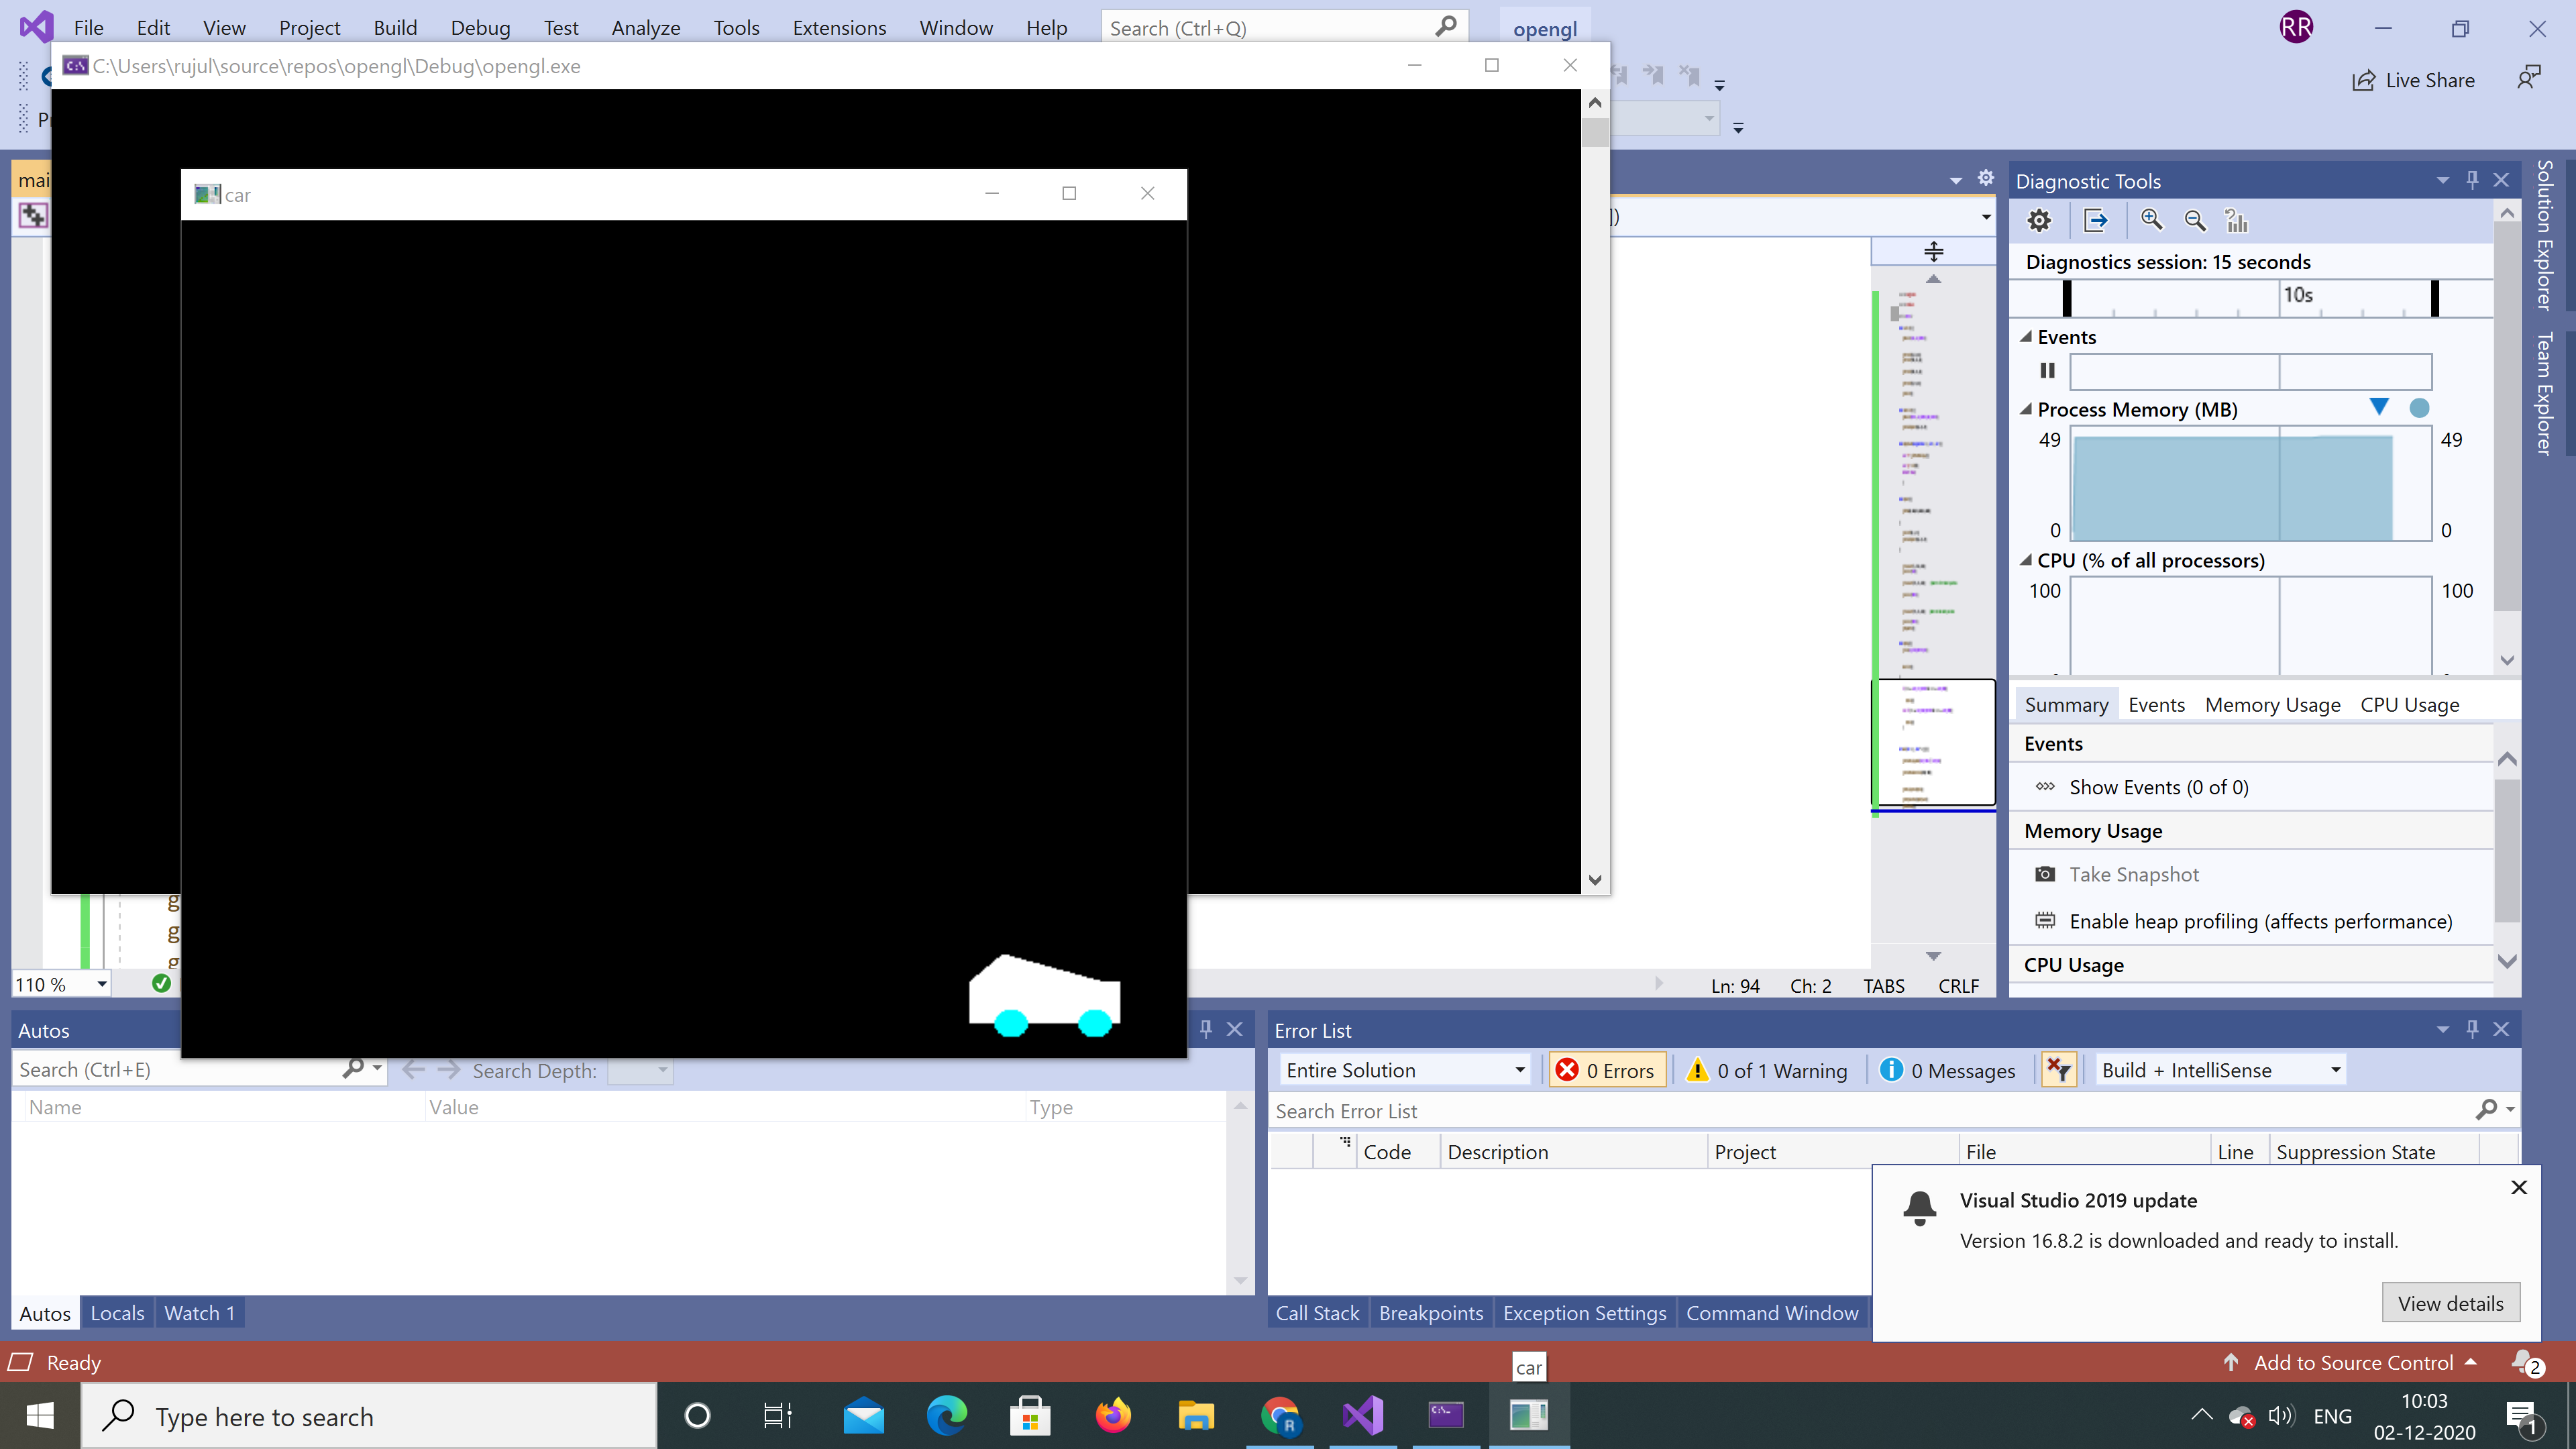 File Edit View Project Build Debug Test Analyze Tools Extensions Window Help Search (Ctrl+Q) opengl RR
C:\Users\rujul\source\repos\opengl\Debug\opengl.exe
Live Share
car
Diagnostic Tools
Diagnostics session: 15 seconds
10s
Events
Process Memory (MB)
49 49
0 0
CPU (% of all processors)
100 100
Summary Events Memory Usage CPU Usage
Events
Show Events (0 of 0)
Memory Usage
Take Snapshot
Enable heap profiling (affects performance)
CPU Usage
Solution Explorer
Team Explorer
110 % Ln: 94 Ch: 2 TABS CRLF
Autos
Search (Ctrl+E) Search Depth:
Name Value Type
Autos Locals Watch 1
Error List
Entire Solution 0 Errors 0 of 1 Warning 0 Messages Build + IntelliSense
Search Error List
Code Description Project File Line Suppression State
Call Stack Breakpoints Exception Settings Command Window
Visual Studio 2019 update
Version 16.8.2 is downloaded and ready to install.
View details
Ready Add to Source Control 2
car
Type here to search
ENG
10:03
02-12-2020
1